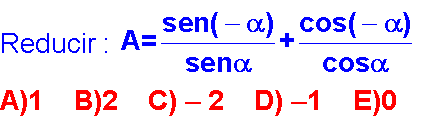 Reducir : A= sen(– α)/senα + cos(– α)/cosα
A)1 B)2 C) – 2 D) –1 E)0